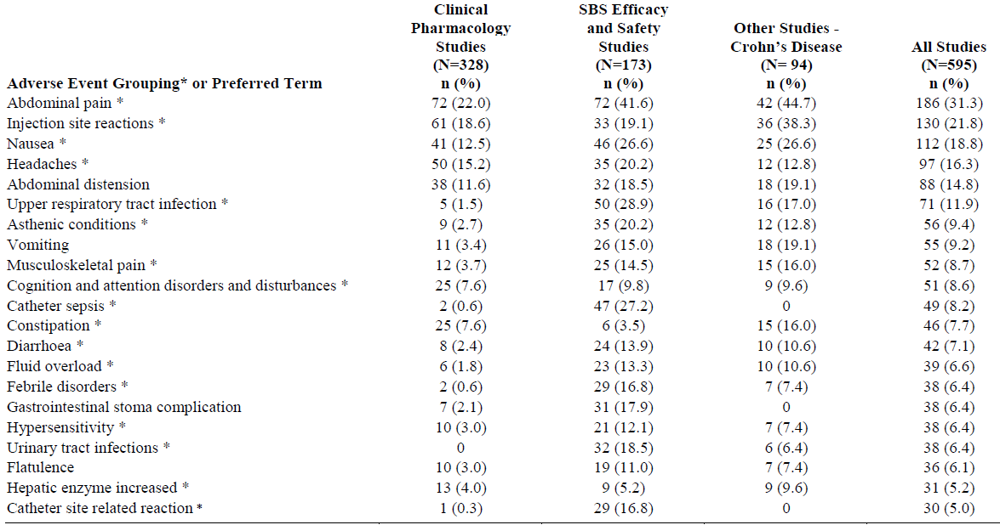 Clinical Pharmacology Studies (N=328) n (%) SBS Efficacy and Safety Studies (N=173) n (%) Other Studies - Crohn’s Disease (N= 94) n (%) All Studies (N=595) n (%)
Adverse Event Grouping* or Preferred Term
Abdominal pain * 72 (22.0) 72 (41.6) 42 (44.7) 186 (31.3)
Injection site reactions * 61 (18.6) 33 (19.1) 36 (38.3) 130 (21.8)
Nausea * 41 (12.5) 46 (26.6) 25 (26.6) 112 (18.8)
Headaches * 50 (15.2) 35 (20.2) 12 (12.8) 97 (16.3)
Abdominal distension 38 (11.6) 32 (18.5) 18 (19.1) 88 (14.8)
Upper respiratory tract infection * 5 (1.5) 50 (28.9) 16 (17.0) 71 (11.9)
Asthenic conditions * 9 (2.7) 35 (20.2) 12 (12.8) 56 (9.4)
Vomiting 11 (3.4) 26 (15.0) 18 (19.1) 55 (9.2)
Musculoskeletal pain * 12 (3.7) 25 (14.5) 15 (16.0) 52 (8.7)
Cognition and attention disorders and disturbances * 25 (7.6) 17 (9.8) 9 (9.6) 51 (8.6)
Catheter sepsis * 2 (0.6) 47 (27.2) 0 49 (8.2)
Constipation * 25 (7.6) 6 (3.5) 15 (16.0) 46 (7.7)
Diarrhoea * 8 (2.4) 24 (13.9) 10 (10.6) 42 (7.1)
Fluid overload * 6 (1.8) 23 (13.3) 10 (10.6) 39 (6.6)
Febrile disorders * 2 (0.6) 29 (16.8) 7 (7.4) 38 (6.4)
Gastrointestinal stoma complication 7 (2.1) 31 (17.9) 0 38 (6.4)
Hypersensitivity * 10 (3.0) 21 (12.1) 7 (7.4) 38 (6.4)
Urinary tract infections * 0 32 (18.5) 6 (6.4) 38 (6.4)
Flatulence 10 (3.0) 19 (11.0) 7 (7.4) 36 (6.1)
Hepatic enzyme increased * 13 (4.0) 9 (5.2) 9 (9.6) 31 (5.2)
Catheter site related reaction * 1 (0.3) 29 (16.8) 0 30 (5.0)